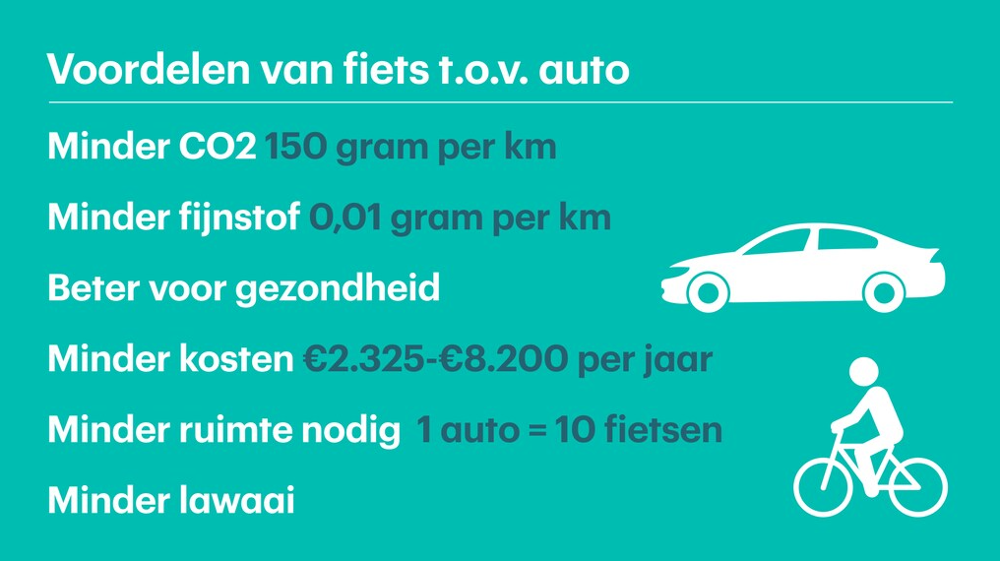 Voordelen van fiets t.o.v. auto
Minder CO2 150 gram per km
Minder fijnstof 0,01 gram per km
Beter voor gezondheid
Minder kosten €2.325-€8.200 per jaar
Minder ruimte nodig 1 auto = 10 fietsen
Minder lawaai